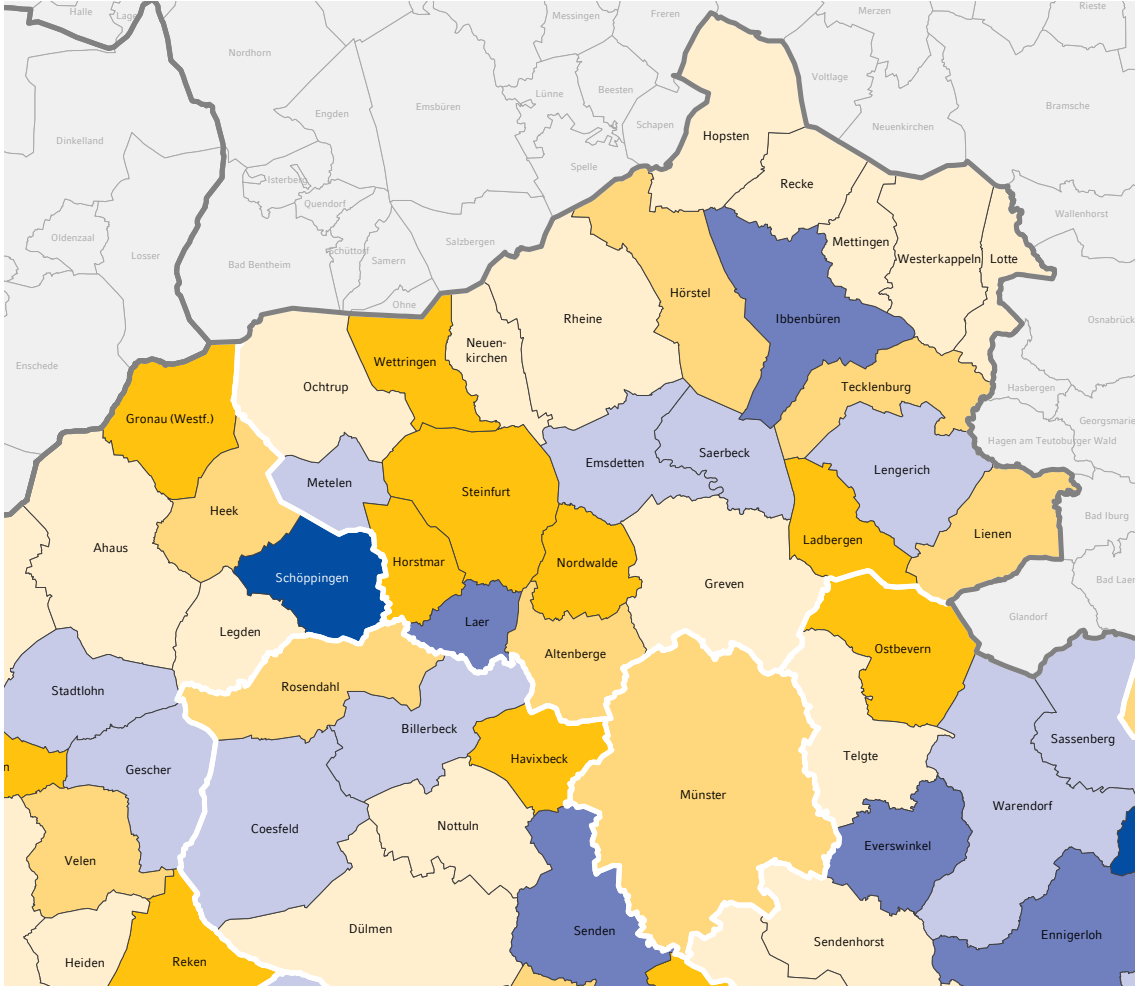 Halle
Lage
Messingen
Freren
Merzen
Rieste
Nordhorn
Lünne
Beesten
Voltlage
Emsbüren
Bramsche
Engden
Schapen
Neuenkirchen
Dinkelland
Hopsten
Spelle
Isterberg
Recke
Quendorf
Wallenhorst
Oldenzaal
Losser
Schüttorf
Salzbergen
Mettingen
Samern
Bad Bentheim
Westerkappeln
Lotte
Hörstel
Ohne
Rheine
Ibbenbüren
Osnabrück
Neuen-
kirchen
Enschede
Wettringen
Ochtrup
Tecklenburg
Hasbergen
Gronau (Westf.)
Georgsmarie
Hagen am Teutoburger Wald
Saerbeck
Emsdetten
Lengerich
Metelen
Steinfurt
Heek
Bad Iburg
Lienen
Ladbergen
Ahaus
Horstmar
Nordwalde
Schöppingen
Greven
Bad Laer
Glandorf
Laer
Legden
Ostbevern
Altenberge
Rosendahl
Stadtlohn
Billerbeck
Sassenberg
Havixbeck
Telgte
n
Gescher
Münster
Warendorf
Coesfeld
Nottuln
Everswinkel
Velen
Dülmen
Senden
Ennigerloh
Sendenhorst
Heiden
Reken